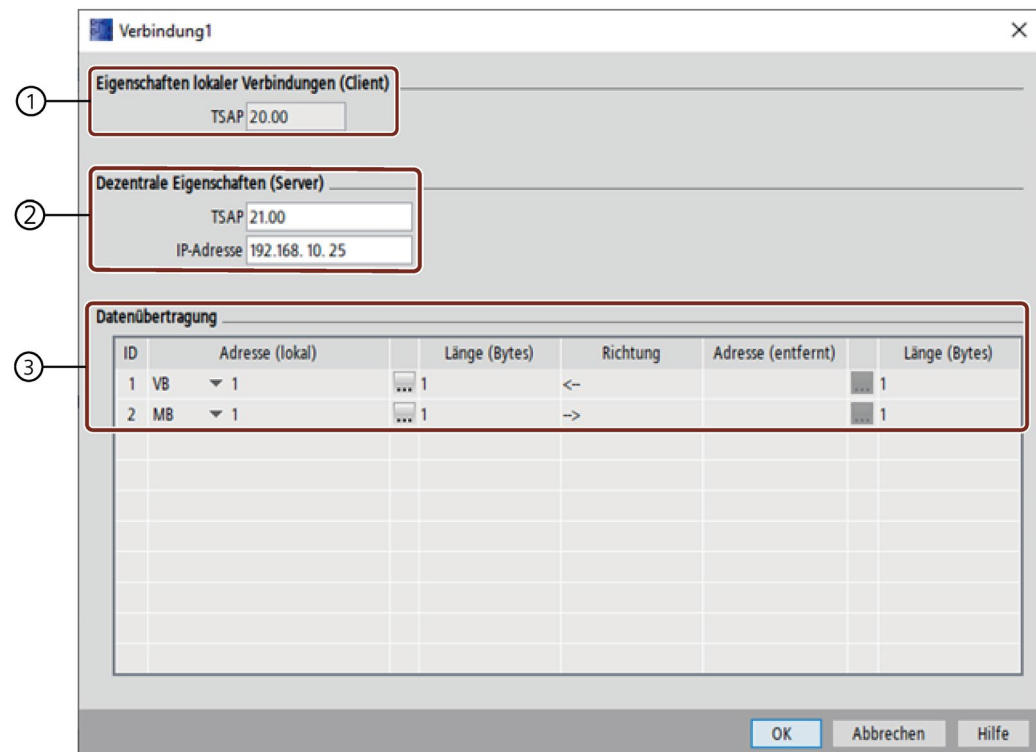 Verbindung1
① Eigenschaften lokaler Verbindungen (Client)
TSAP 20.00
② Dezentrale Eigenschaften (Server)
TSAP 21.00
IP-Adresse 192.168. 10. 25
③ Datenübertragung
ID Adresse (lokal) Länge (Bytes) Richtung Adresse (entfernt) Länge (Bytes)
1 VB 1 ... 1 <-- ... 1
2 MB 1 ... 1 --> ... 1
OK Abbrechen Hilfe